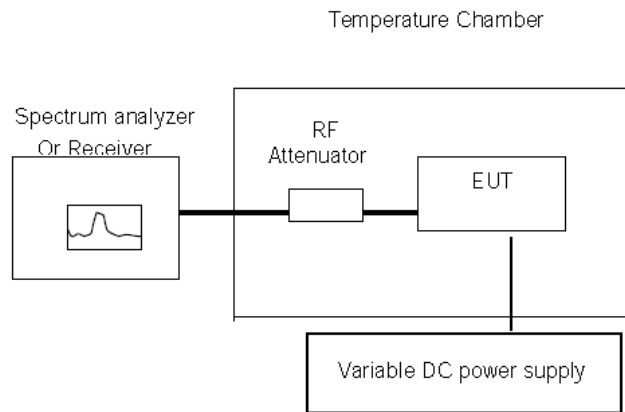 Temperature Chamber
Spectrum analyzer
Or Receiver
RF
Attenuator
EUT
Variable DC power supply